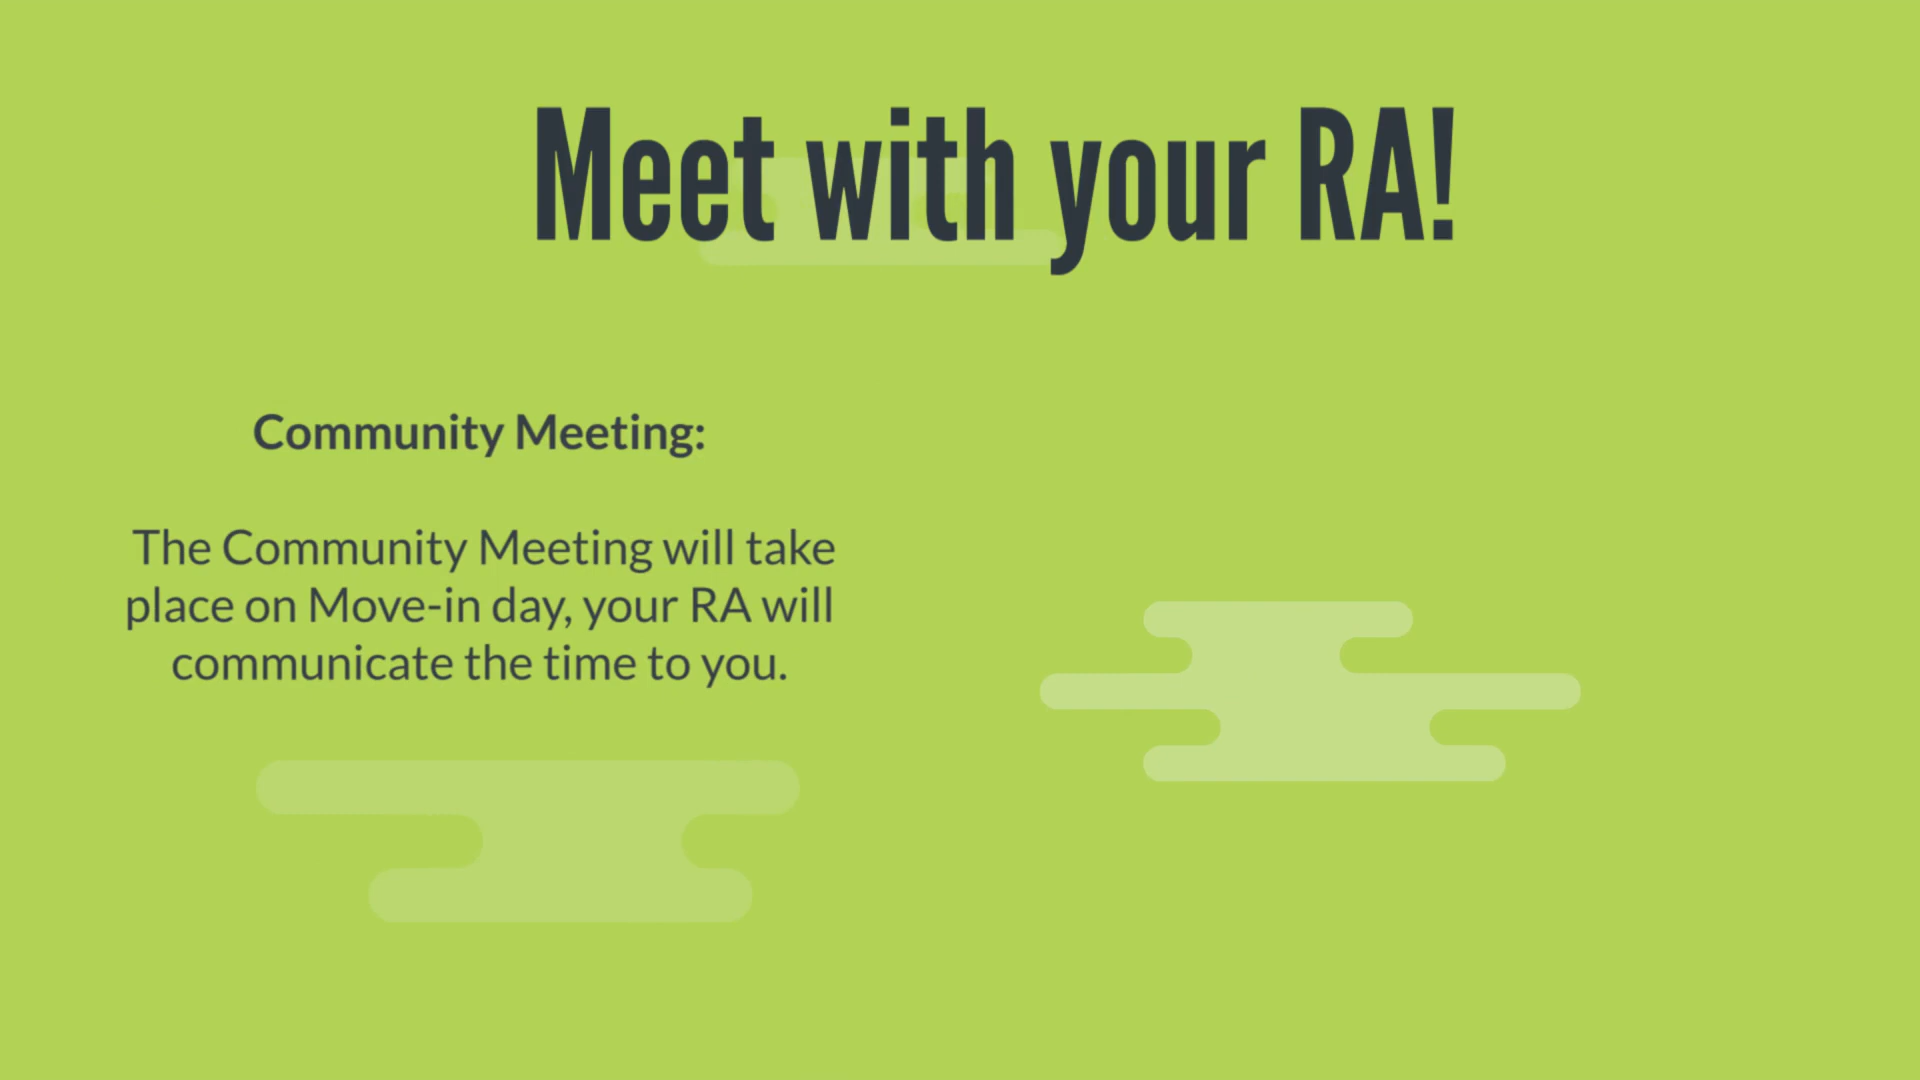 Meet with your RA!
Community Meeting:
The Community Meeting will take
place on Move-in day, your RA will
communicate the time to you.